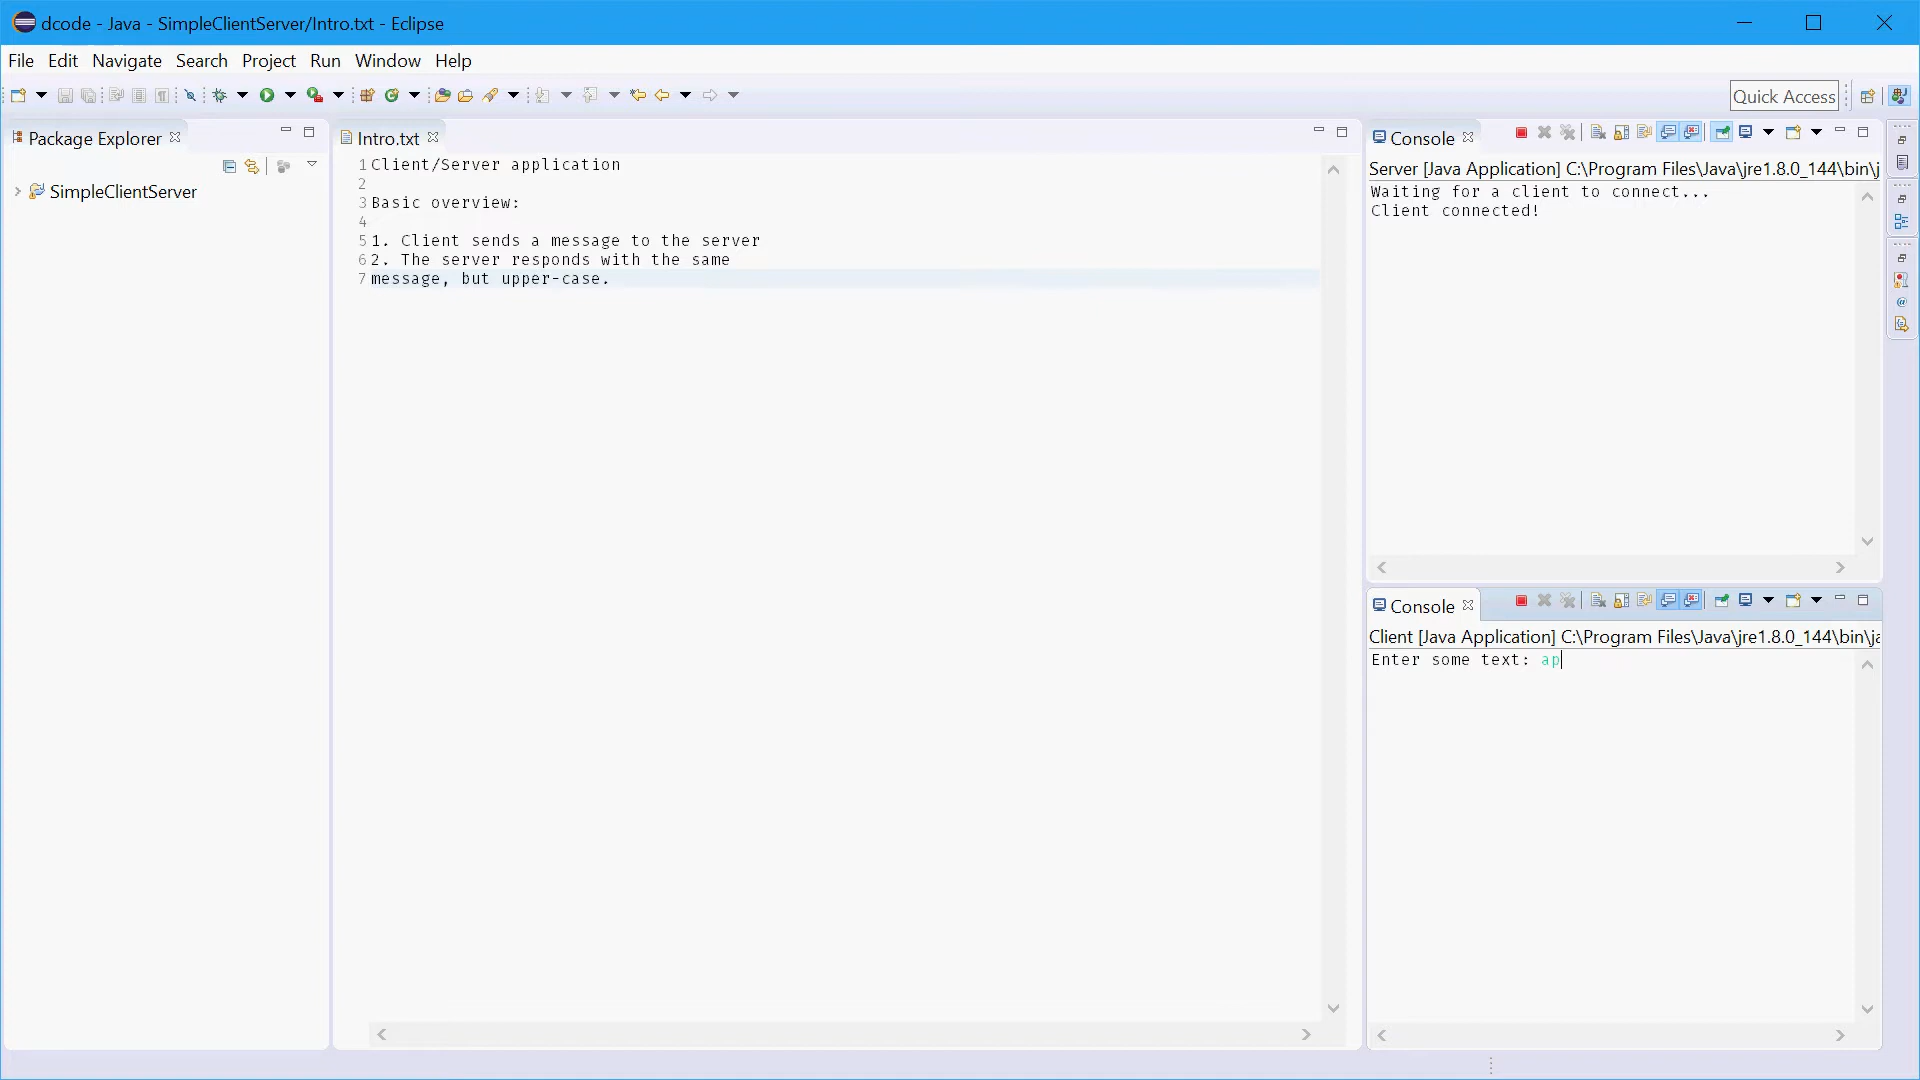 dcode - Java - SimpleClientServer/Intro.txt - Eclipse
File Edit Navigate Search Project Run Window Help
Quick Access
Package Explorer
SimpleClientServer
Intro.txt
1 Client/Server application
2
3 Basic overview:
4
5 1. Client sends a message to the server
6 2. The server responds with the same
7 message, but upper-case.
Console
Server [Java Application] C:\Program Files\Java\jre1.8.0_144\bin\j
Waiting for a client to connect...
Client connected!
Console
Client [Java Application] C:\Program Files\Java\jre1.8.0_144\bin\ja
Enter some text: ap